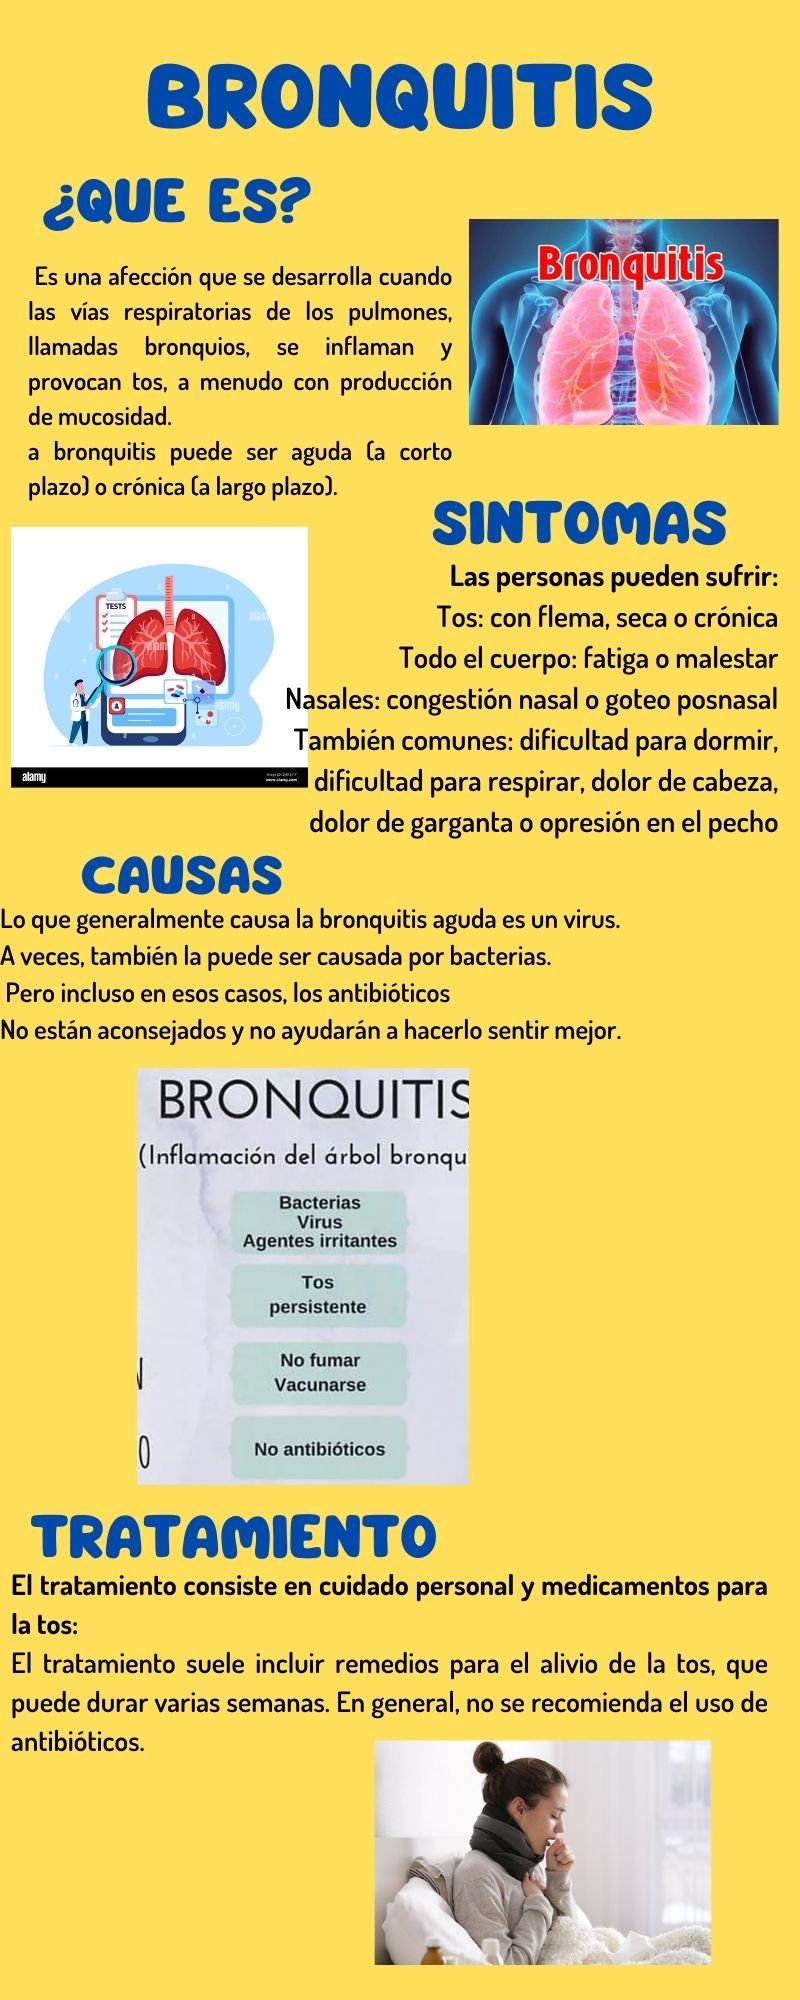 BRONQUITIS
¿QUE ES?
Es una afección que se desarrolla cuando
las vías respiratorias de los pulmones,
llamadas bronquios, se inflaman y
provocan tos, a menudo con producción
de mucosidad.
a bronquitis puede ser aguda (a corto
plazo) o crónica (a largo plazo).
Bronquitis
SINTOMAS
Las personas pueden sufrir:
Tos: con flema, seca o crónica
Todo el cuerpo: fatiga o malestar
Nasales: congestión nasal o goteo posnasal
También comunes: dificultad para dormir,
dificultad para respirar, dolor de cabeza,
dolor de garganta o opresión en el pecho
TESTS
alamy
alamy
alamy
www.alamy.com
CAUSAS
Lo que generalmente causa la bronquitis aguda es un virus.
A veces, también la puede ser causada por bacterias.
Pero incluso en esos casos, los antibióticos
No están aconsejados y no ayudarán a hacerlo sentir mejor.
BRONQUITIS
(Inflamación del árbol bronqu
Bacterias
Virus
Agentes irritantes
Tos
persistente
No fumar
Vacunarse
O
No antibióticos
TRATAMIENTO
El tratamiento consiste en cuidado personal y medicamentos para
la tos:
El tratamiento suele incluir remedios para el alivio de la tos, que
puede durar varias semanas. En general, no se recomienda el uso de
antibióticos.